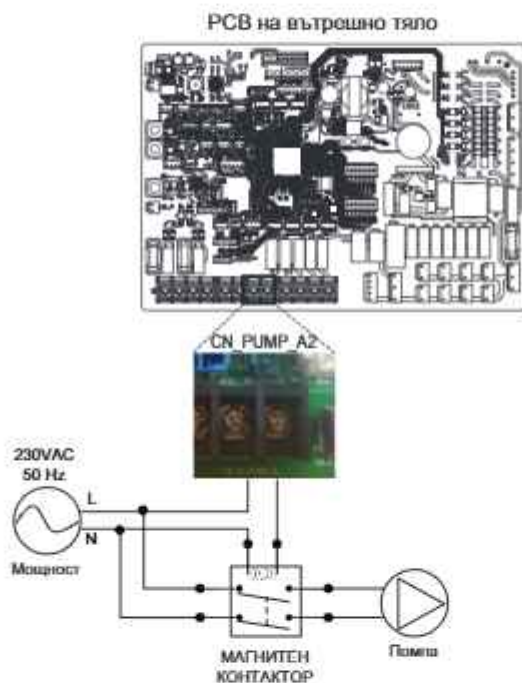 PCB на вътрешно тяло
CN_PUMP_A2
230VAC
50 Hz
L
N
Мощност
МАГНИТЕН
КОНТАКТОР
Помпа